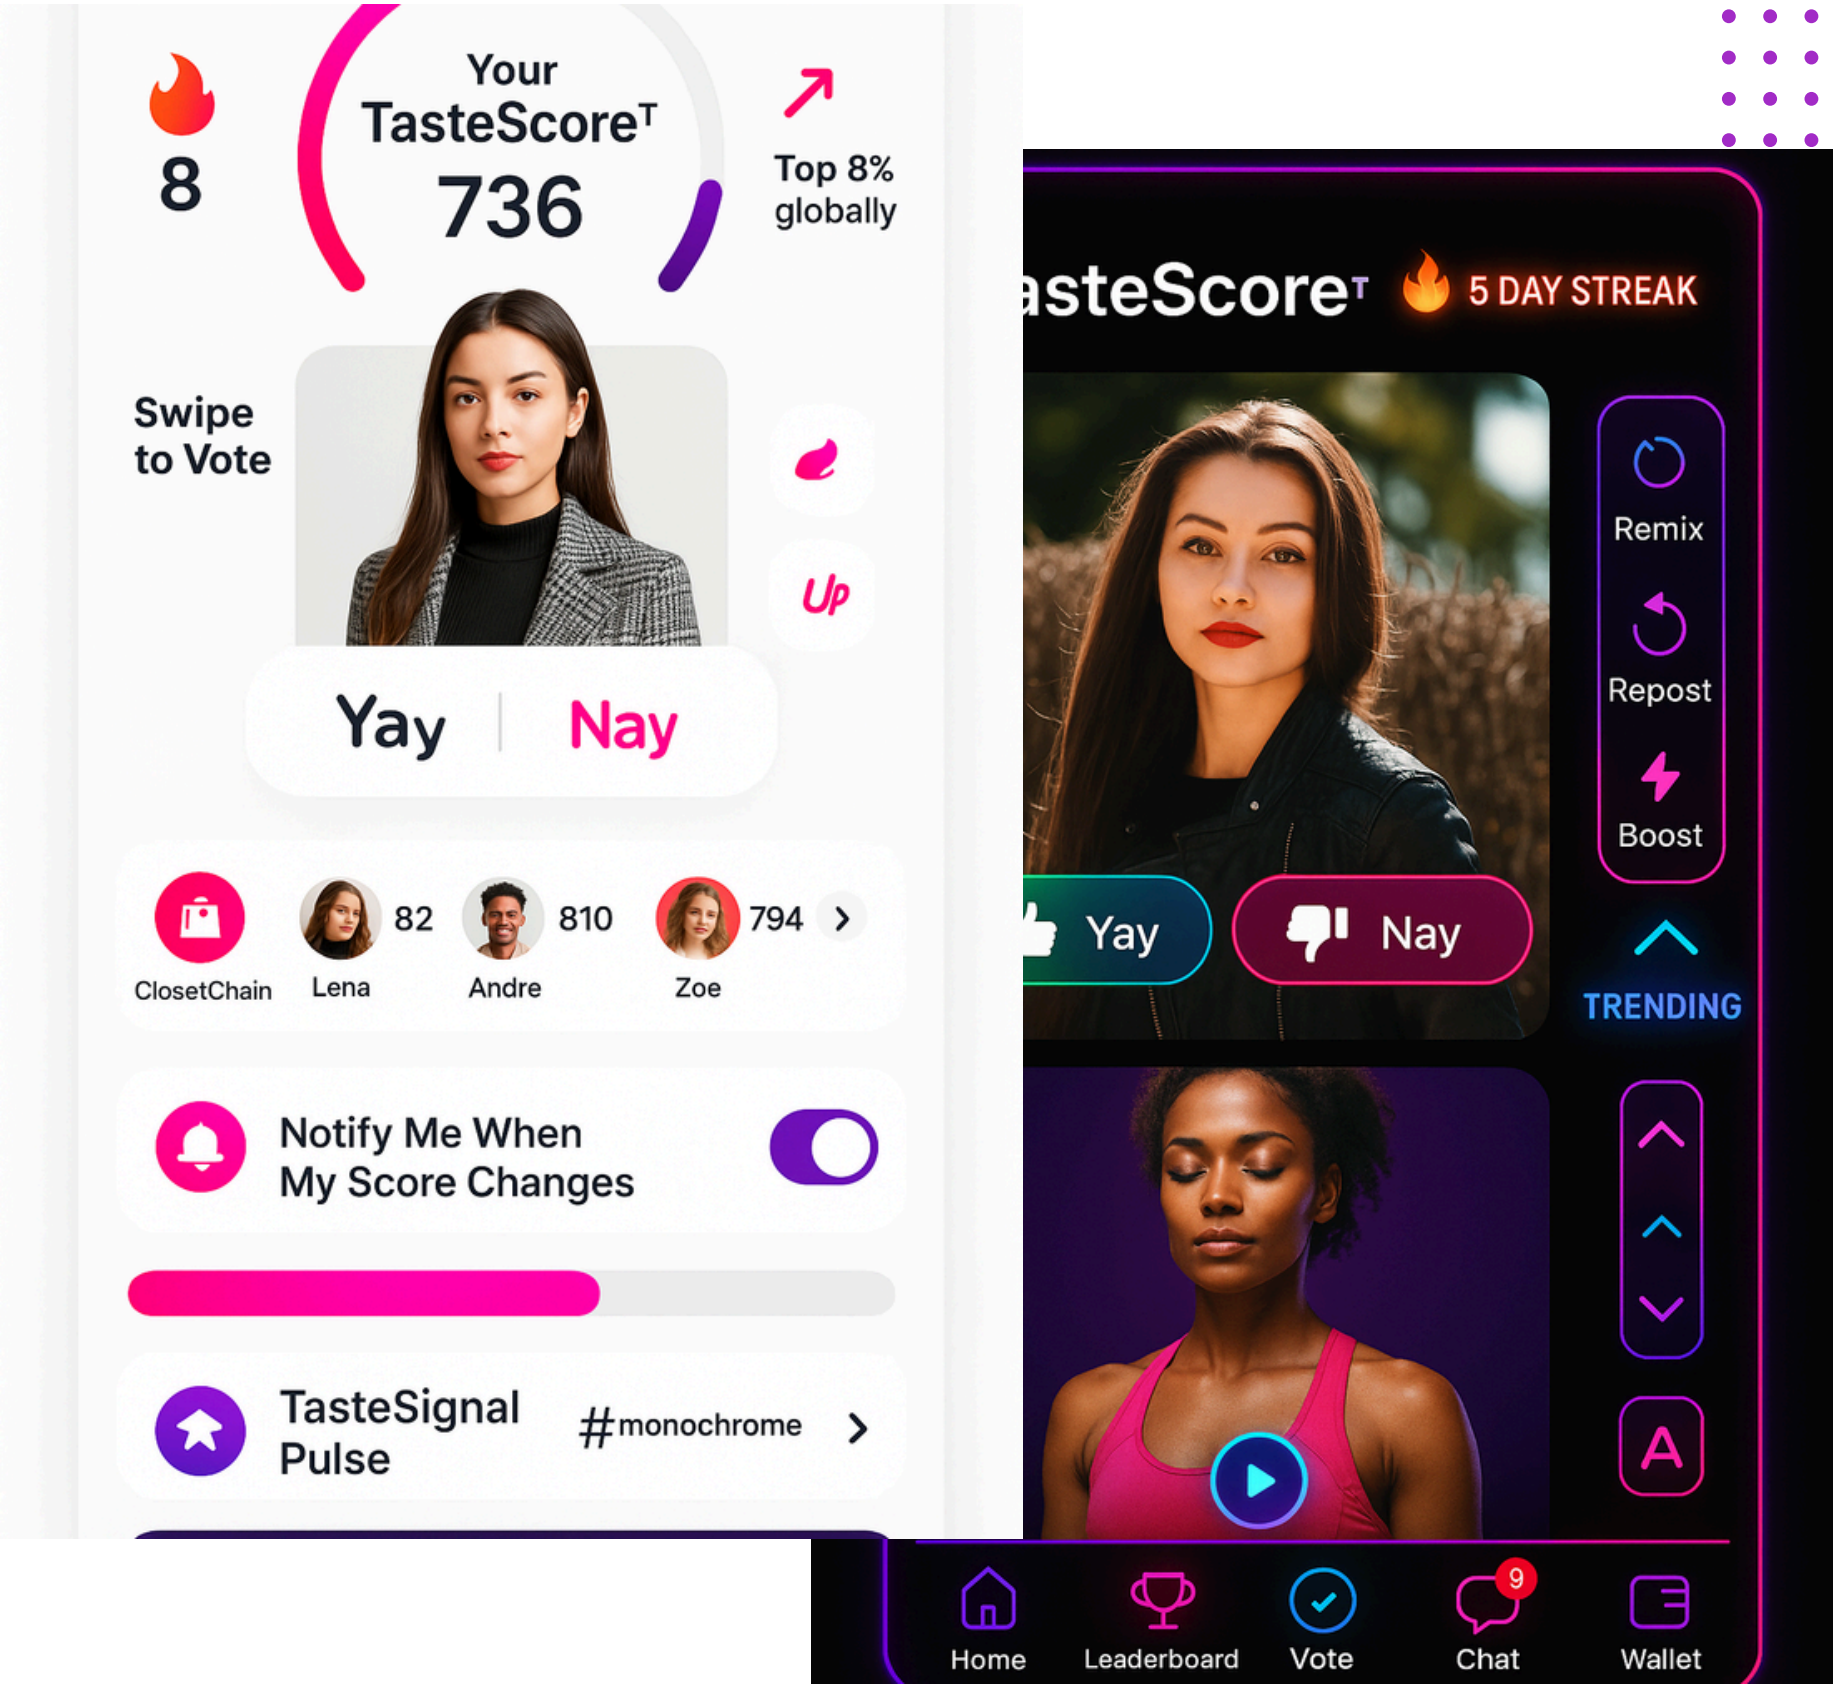 8
Your
TasteScoreᵀ
736
Top 8%
globally
Swipe
to Vote
Up
Yay
Nay
ClosetChain
82
Lena
810
Andre
794
Zoe
Notify Me When
My Score Changes
TasteSignal
Pulse
#monochrome
asteScoreᵀ
5 DAY STREAK
Remix
Repost
Boost
Yay
Nay
TRENDING
A
9
Home
Leaderboard
Vote
Chat
Wallet